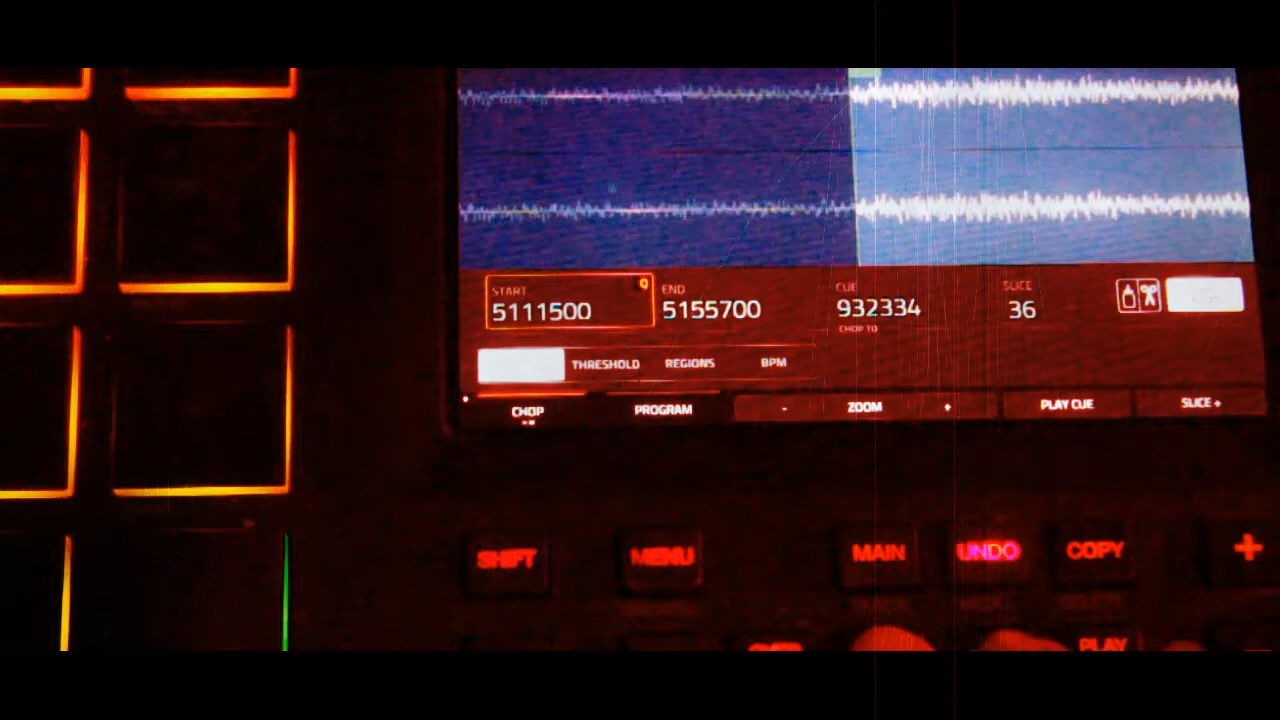 START Q END CUE SLICE
5111500 5155700 932334 36
CHOP TO
THRESHOLD REGIONS BPM
CHOP PROGRAM - ZOOM + PLAY CUE SLICE +
SHIFT MENU MAIN UNDO COPY +
PLAY